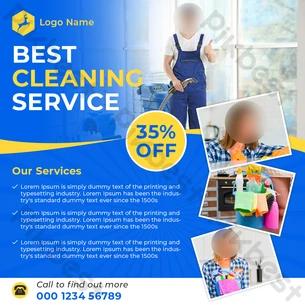 Logo Name
BEST
CLEANING
SERVICE
35%
OFF
Our Services
Lorem Ipsum is simply dummy text of the printing and
typesetting industry. Lorem Ipsum has been the industry's
standard dummy text ever since the 1500s
Lorem Ipsum is simply dummy text of the printing and
typesetting industry. Lorem Ipsum has been the industry's
standard dummy text ever since the 1500s
Lorem Ipsum is simply dummy text of the printing and
typesetting industry. Lorem Ipsum has been the industry's
standard dummy text ever since the 1500s
Call to find out more
000 1234 56789